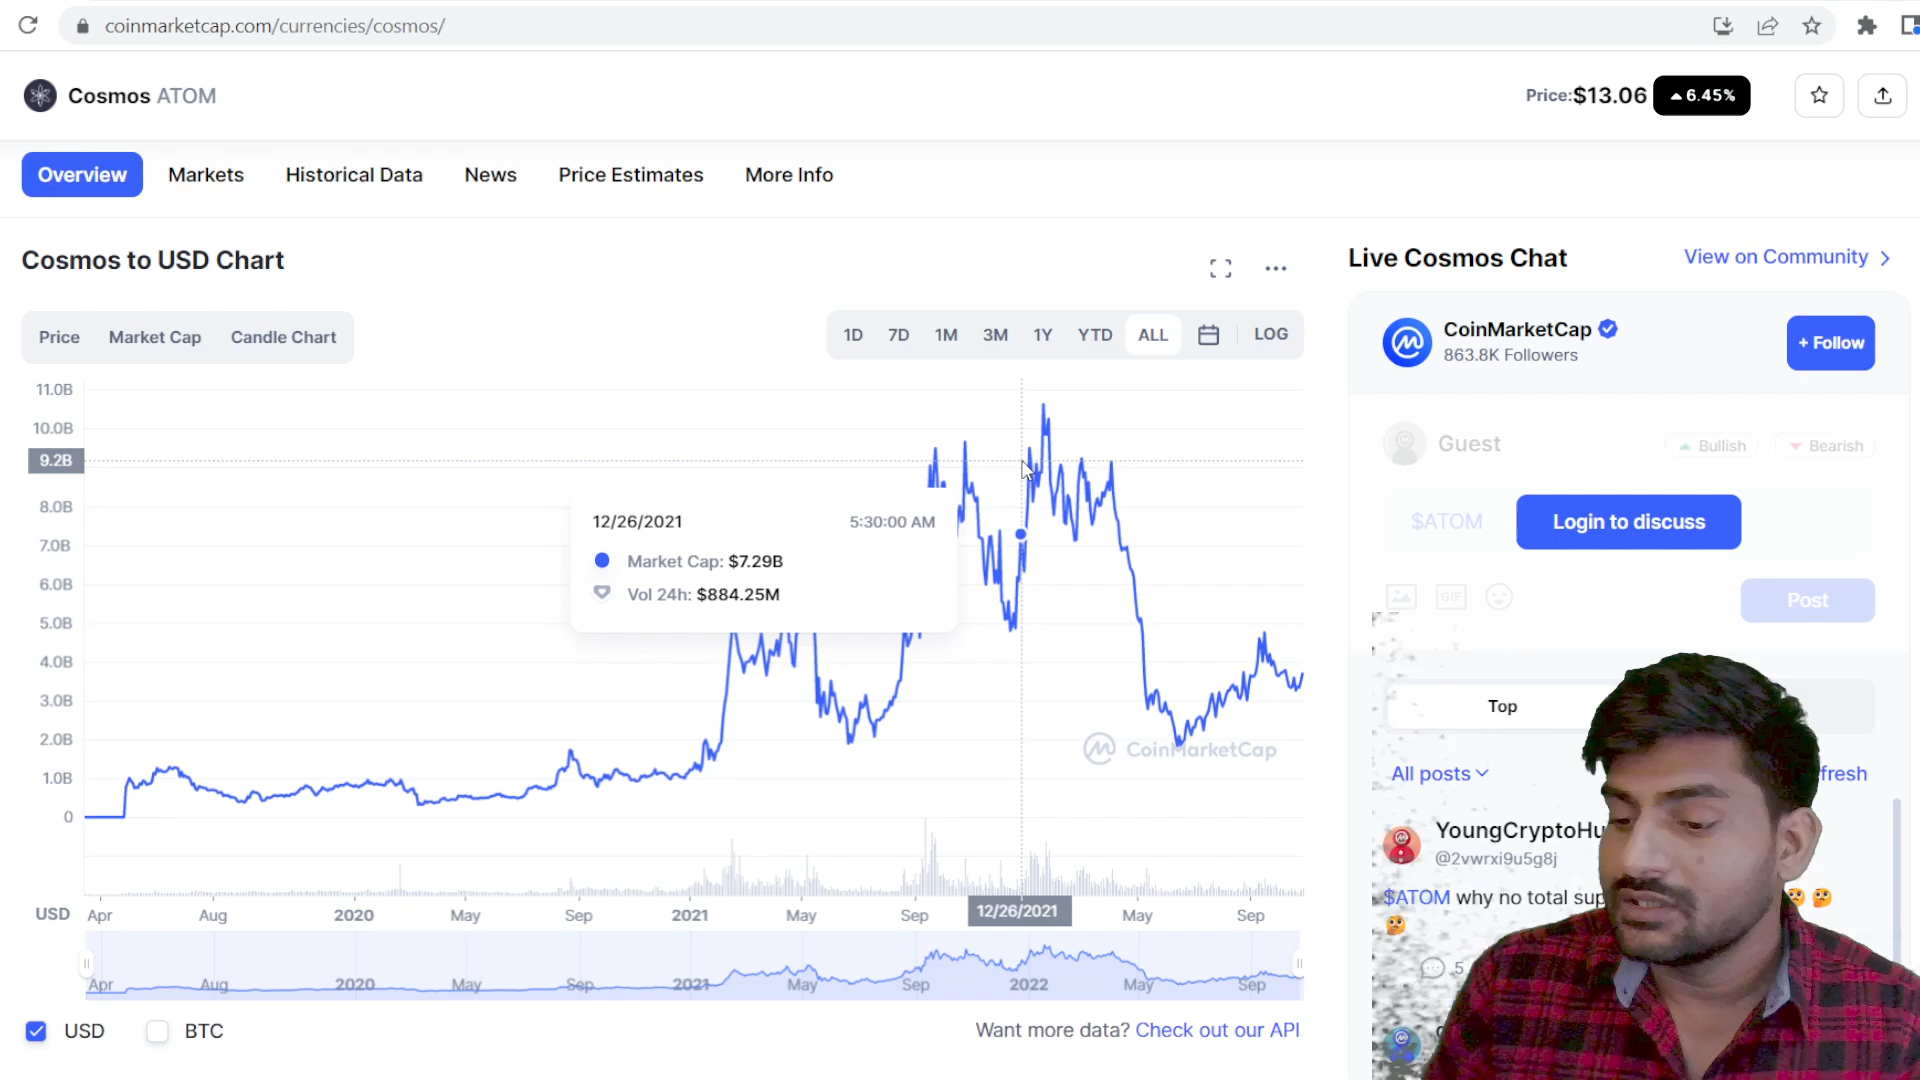 coinmarketcap.com/currencies/cosmos/
Cosmos ATOM
Price:$13.06 6.45%
Overview Markets Historical Data News Price Estimates More Info
Cosmos to USD Chart
Price Market Cap Candle Chart
1D 7D 1M 3M 1Y YTD ALL LOG
11.0B
10.0B
9.2B
8.0B
7.0B
6.0B
5.0B
4.0B
3.0B
2.0B
1.0B
0
12/26/2021 5:30:00 AM
Market Cap: $7.29B
Vol 24h: $884.25M
CoinMarketCap
USD Apr Aug 2020 May Sep 2021 May Sep 12/26/2021 May Sep
Apr Aug 2020 May Sep 2021 May Sep 2022 May Sep
USD BTC
Want more data? Check out our API
Live Cosmos Chat View on Community
CoinMarketCap
863.8K Followers
+ Follow
Guest Bullish Bearish
$ATOM Login to discuss
GIF
Post
Top
All posts fresh
YoungCryptoHu
@2vwrxi9u5g8j
$ATOM why no total sup
5